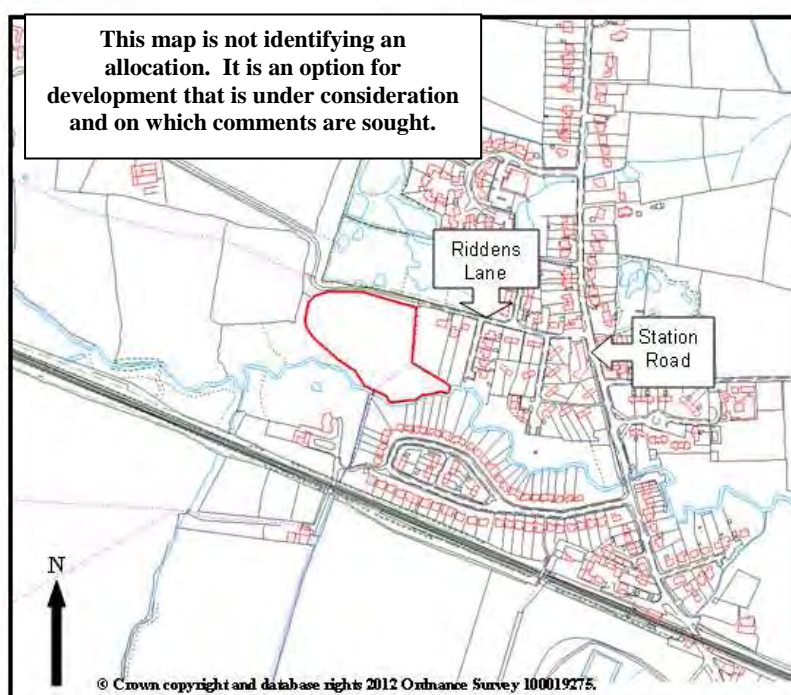 This map is not identifying an
allocation. It is an option for
development that is under consideration
and on which comments are sought.
Riddens
Lane
Station
Road
N
© Crown copyright and database rights 2012 Ordnance Survey 100019275.